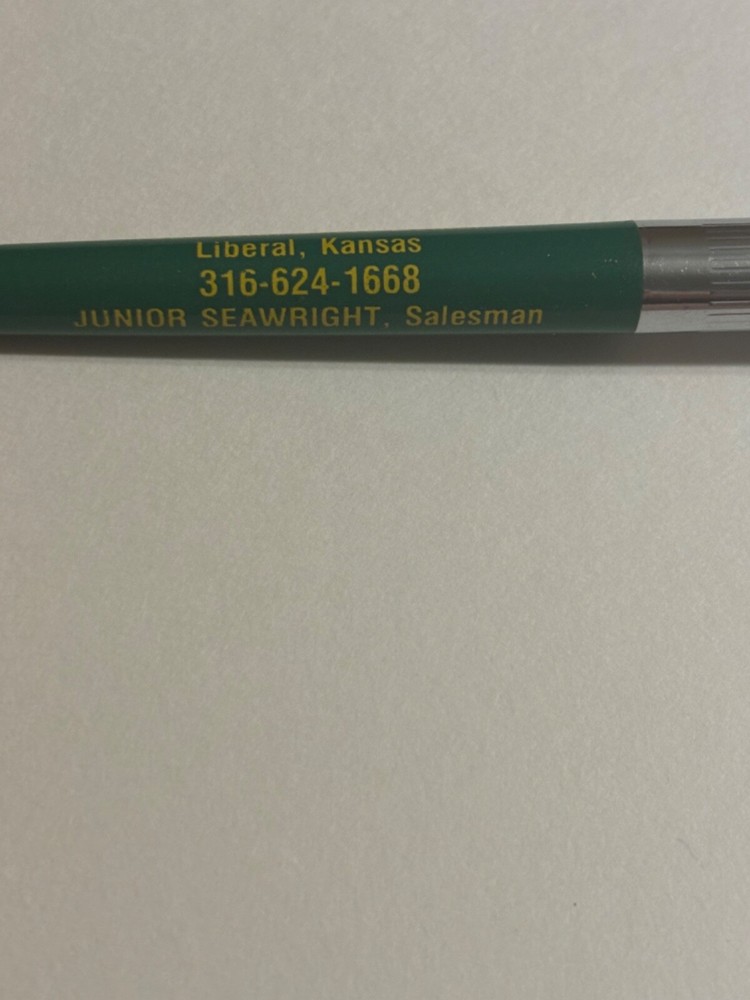 Liberal, Kansas
316-624-1668
JUNIOR SEAWRIGHT, Salesman